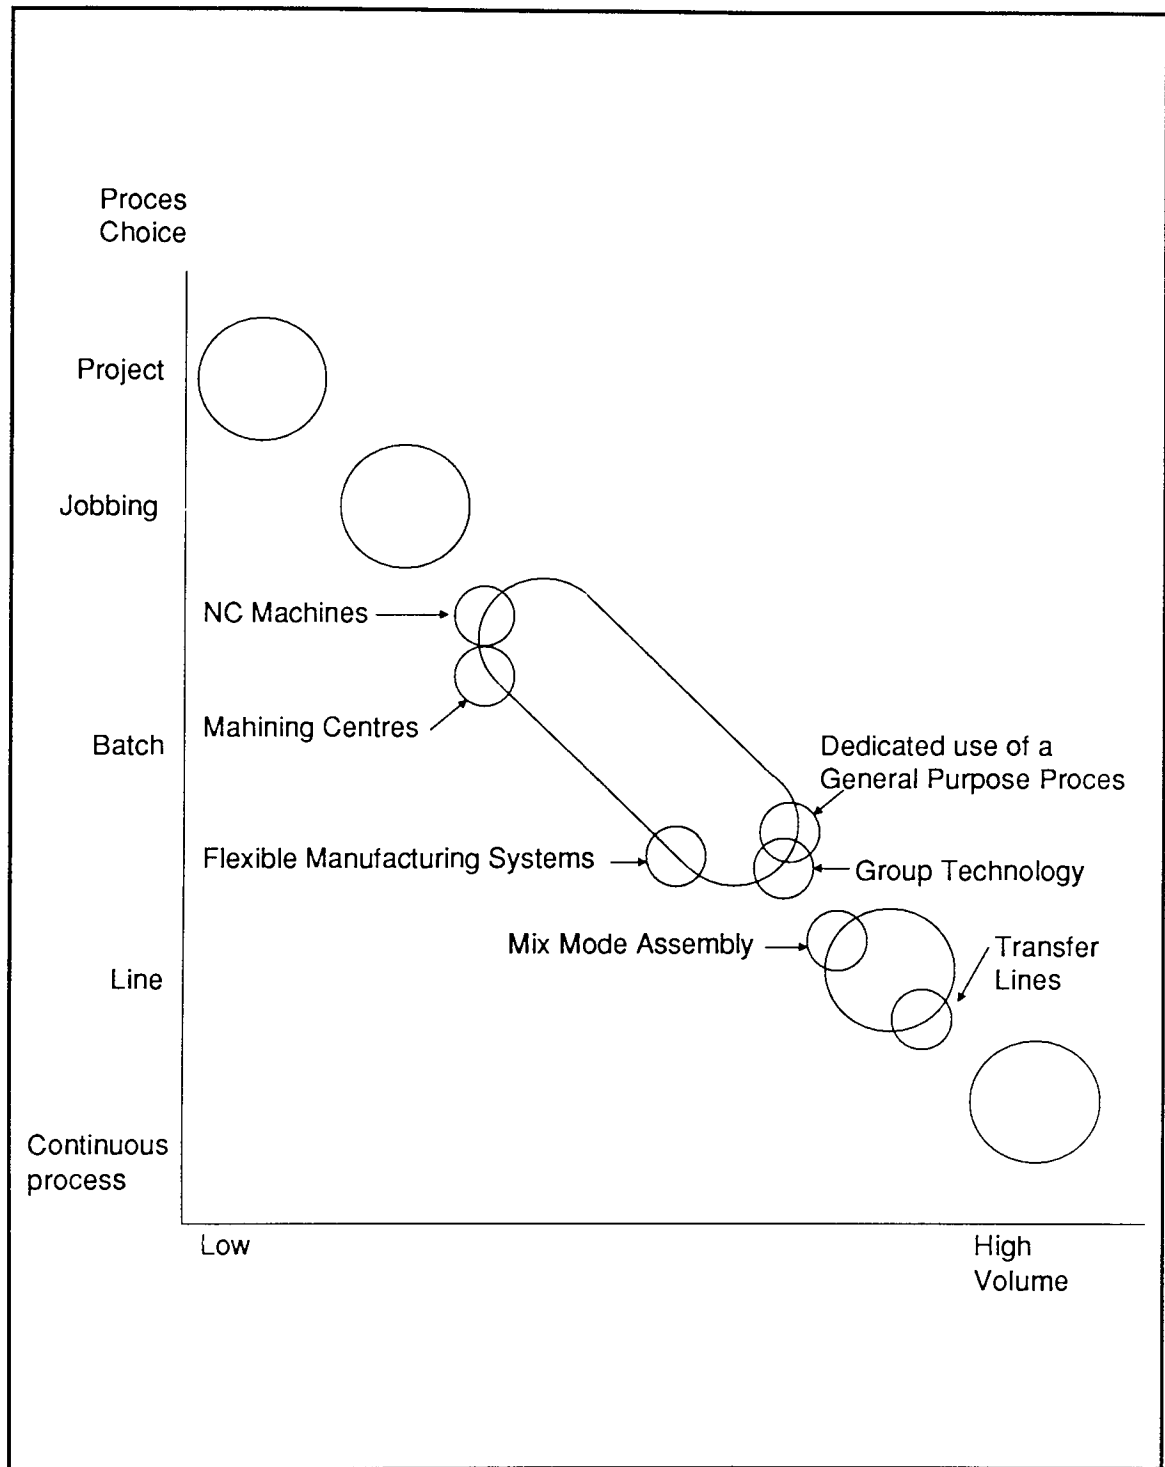 Proces
Choice
Project
Jobbing
NC Machines
Mahining Centres
Batch
Dedicated use of a
General Purpose Proces
Flexible Manufacturing Systems
Group Technology
Mix Mode Assembly
Transfer
Lines
Line
Continuous
process
Low
High
Volume